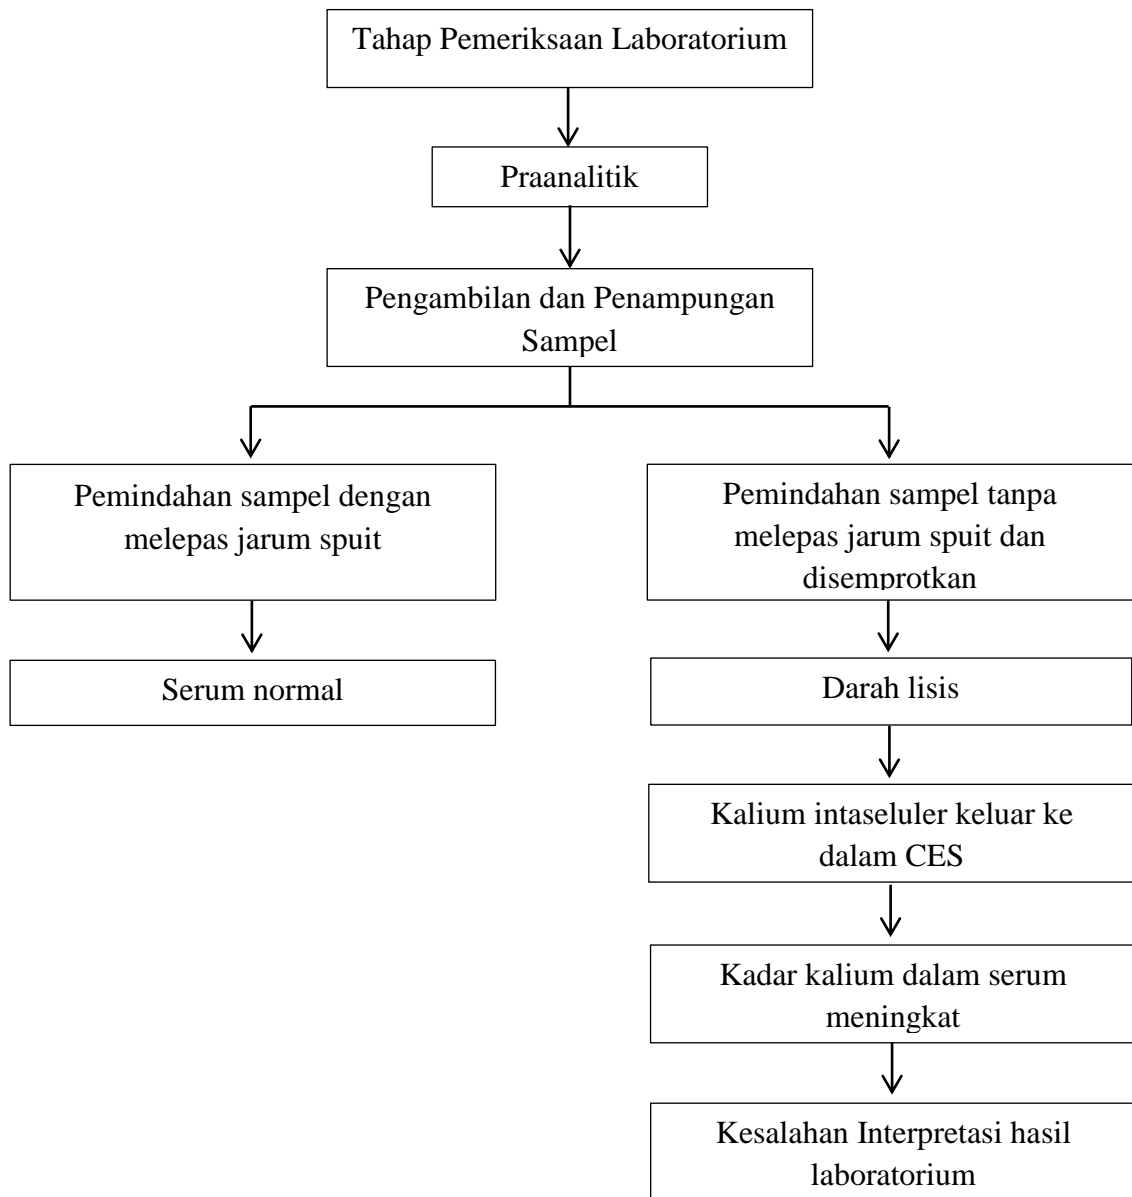 Tahap Pemeriksaan Laboratorium
Praanalitik
Pengambilan dan Penampungan
Sampel
Pemindahan sampel dengan
melepas jarum spuit
Serum normal
Pemindahan sampel tanpa
melepas jarum spuit dan
disemprotkan
Darah lisis
Kalium intaseluler keluar ke
dalam CES
Kadar kalium dalam serum
meningkat
Kesalahan Interpretasi hasil
laboratorium